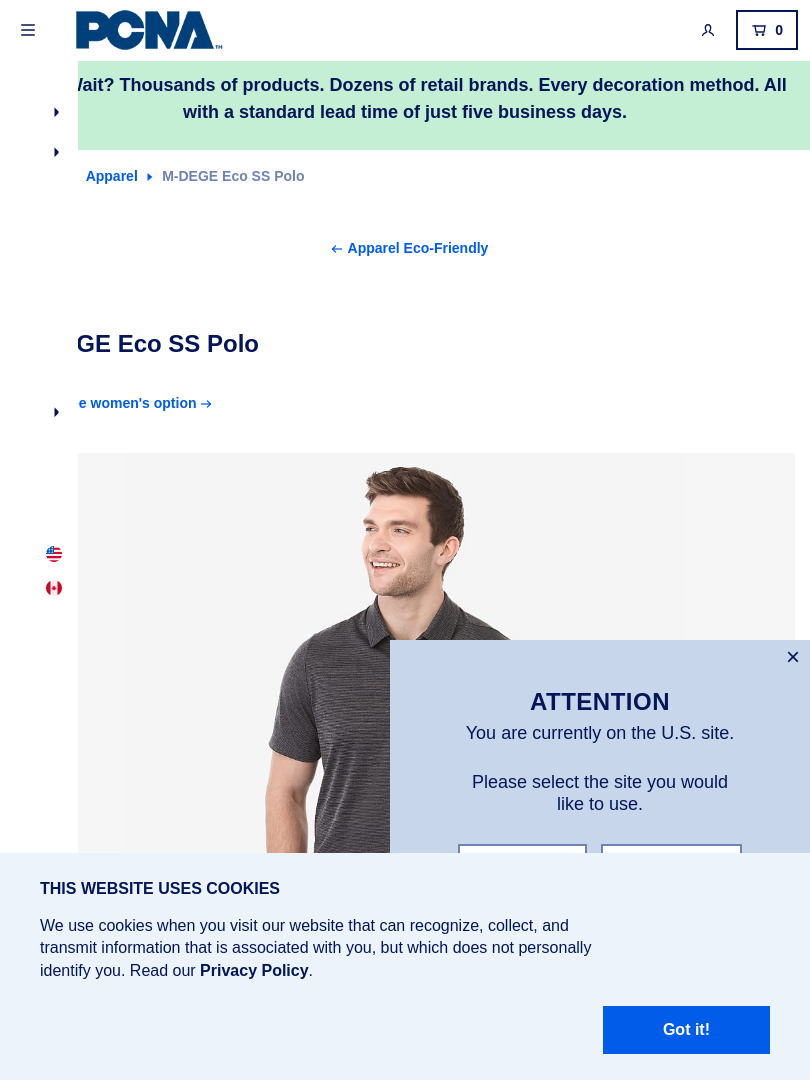 PCNA™
0
Wait? Thousands of products. Dozens of retail brands. Every decoration method. All
with a standard lead time of just five business days.
Apparel M-DEGE Eco SS Polo
Apparel Eco-Friendly
GE Eco SS Polo
e women's option
ATTENTION
You are currently on the U.S. site.
Please select the site you would
like to use.
THIS WEBSITE USES COOKIES
We use cookies when you visit our website that can recognize, collect, and
transmit information that is associated with you, but which does not personally
identify you. Read our Privacy Policy.
Got it!